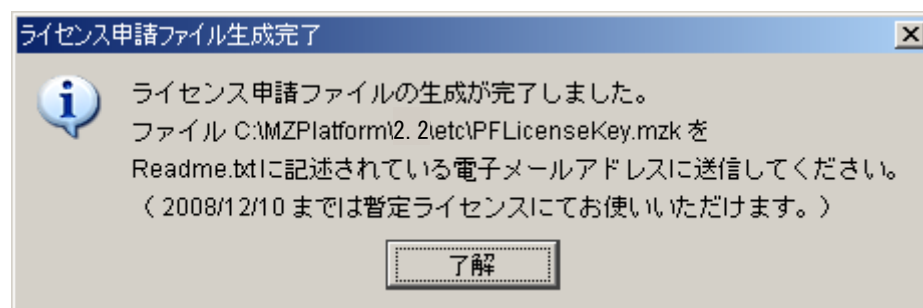 ライセンス申請ファイル生成完了
ライセンス申請ファイルの生成が完了しました。
ファイル C:\MZPlatform\2.2\etc\PFLicenseKey.mzk を
Readme.txtに記述されている電子メールアドレスに送信してください。
（2008/12/10 までは暫定ライセンスにてお使いいただけます。）
了解